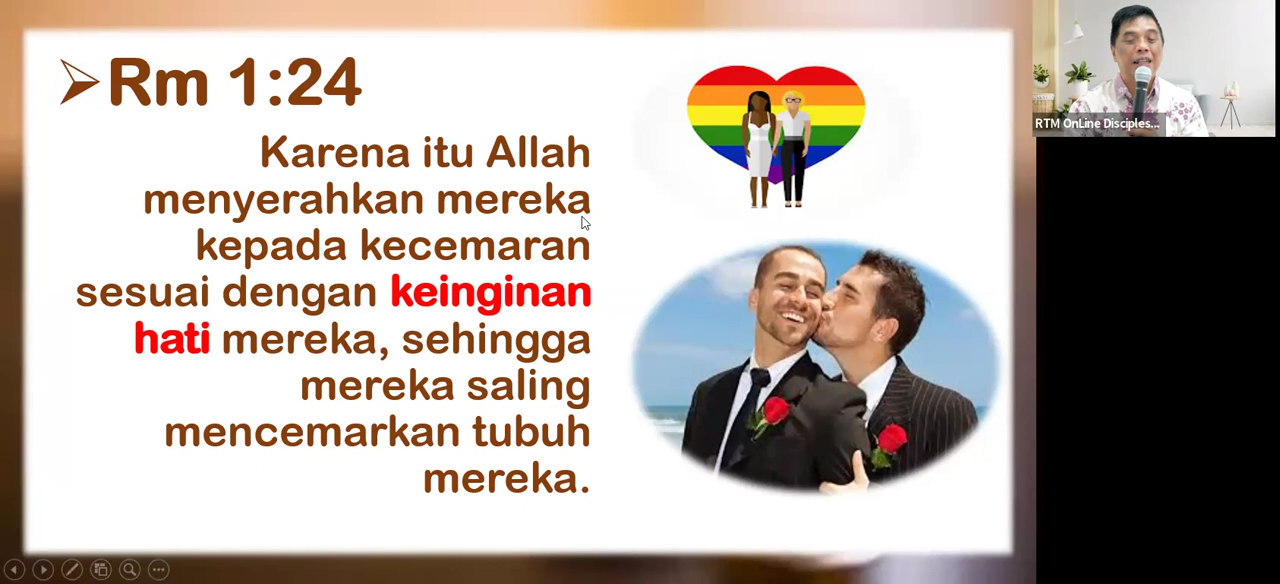 Rm 1:24
Karena itu Allah
menyerahkan mereka
kepada kecemaran
sesuai dengan keinginan
hati mereka, sehingga
mereka saling
mencemarkan tubuh
mereka.
RTM OnLine Disciples...